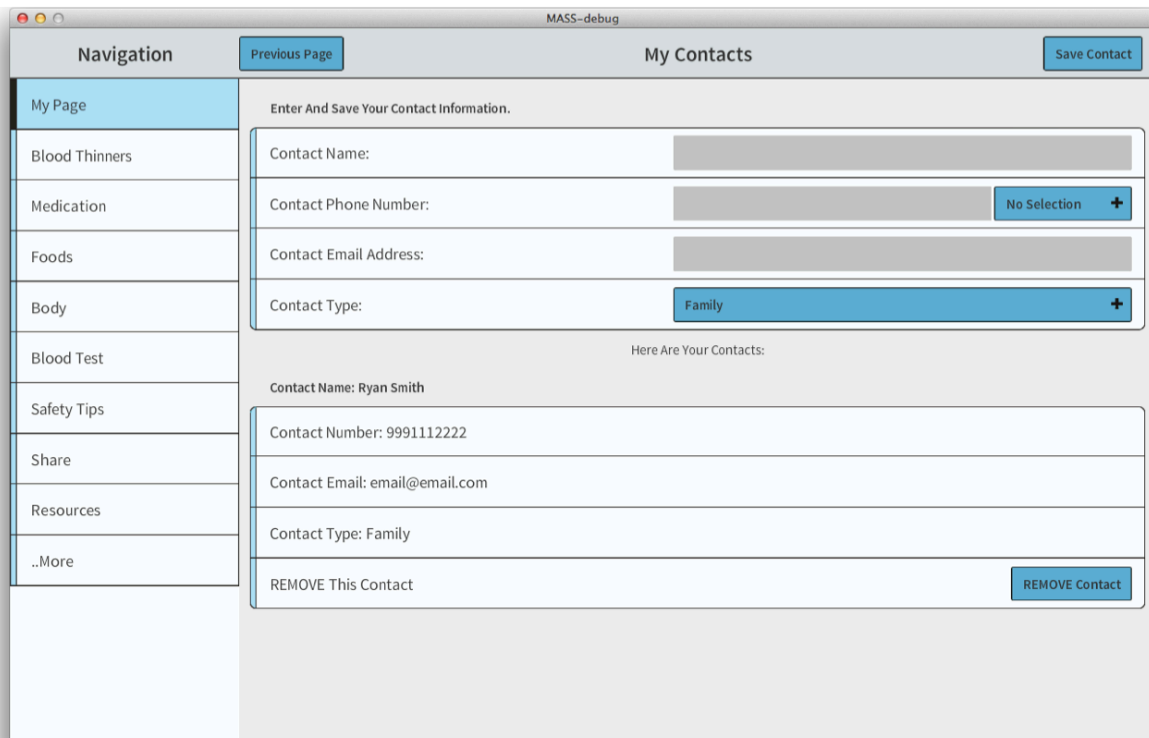 MASS-debug
Navigation
Previous Page
My Contacts
Save Contact
My Page
Blood Thinners
Medication
Foods
Body
Blood Test
Safety Tips
Share
Resources
..More
Enter And Save Your Contact Information.
Contact Name:
Contact Phone Number:
No Selection +
Contact Email Address:
Contact Type:
Family +
Here Are Your Contacts:
Contact Name: Ryan Smith
Contact Number: 9991112222
Contact Email: email@email.com
Contact Type: Family
REMOVE This Contact
REMOVE Contact